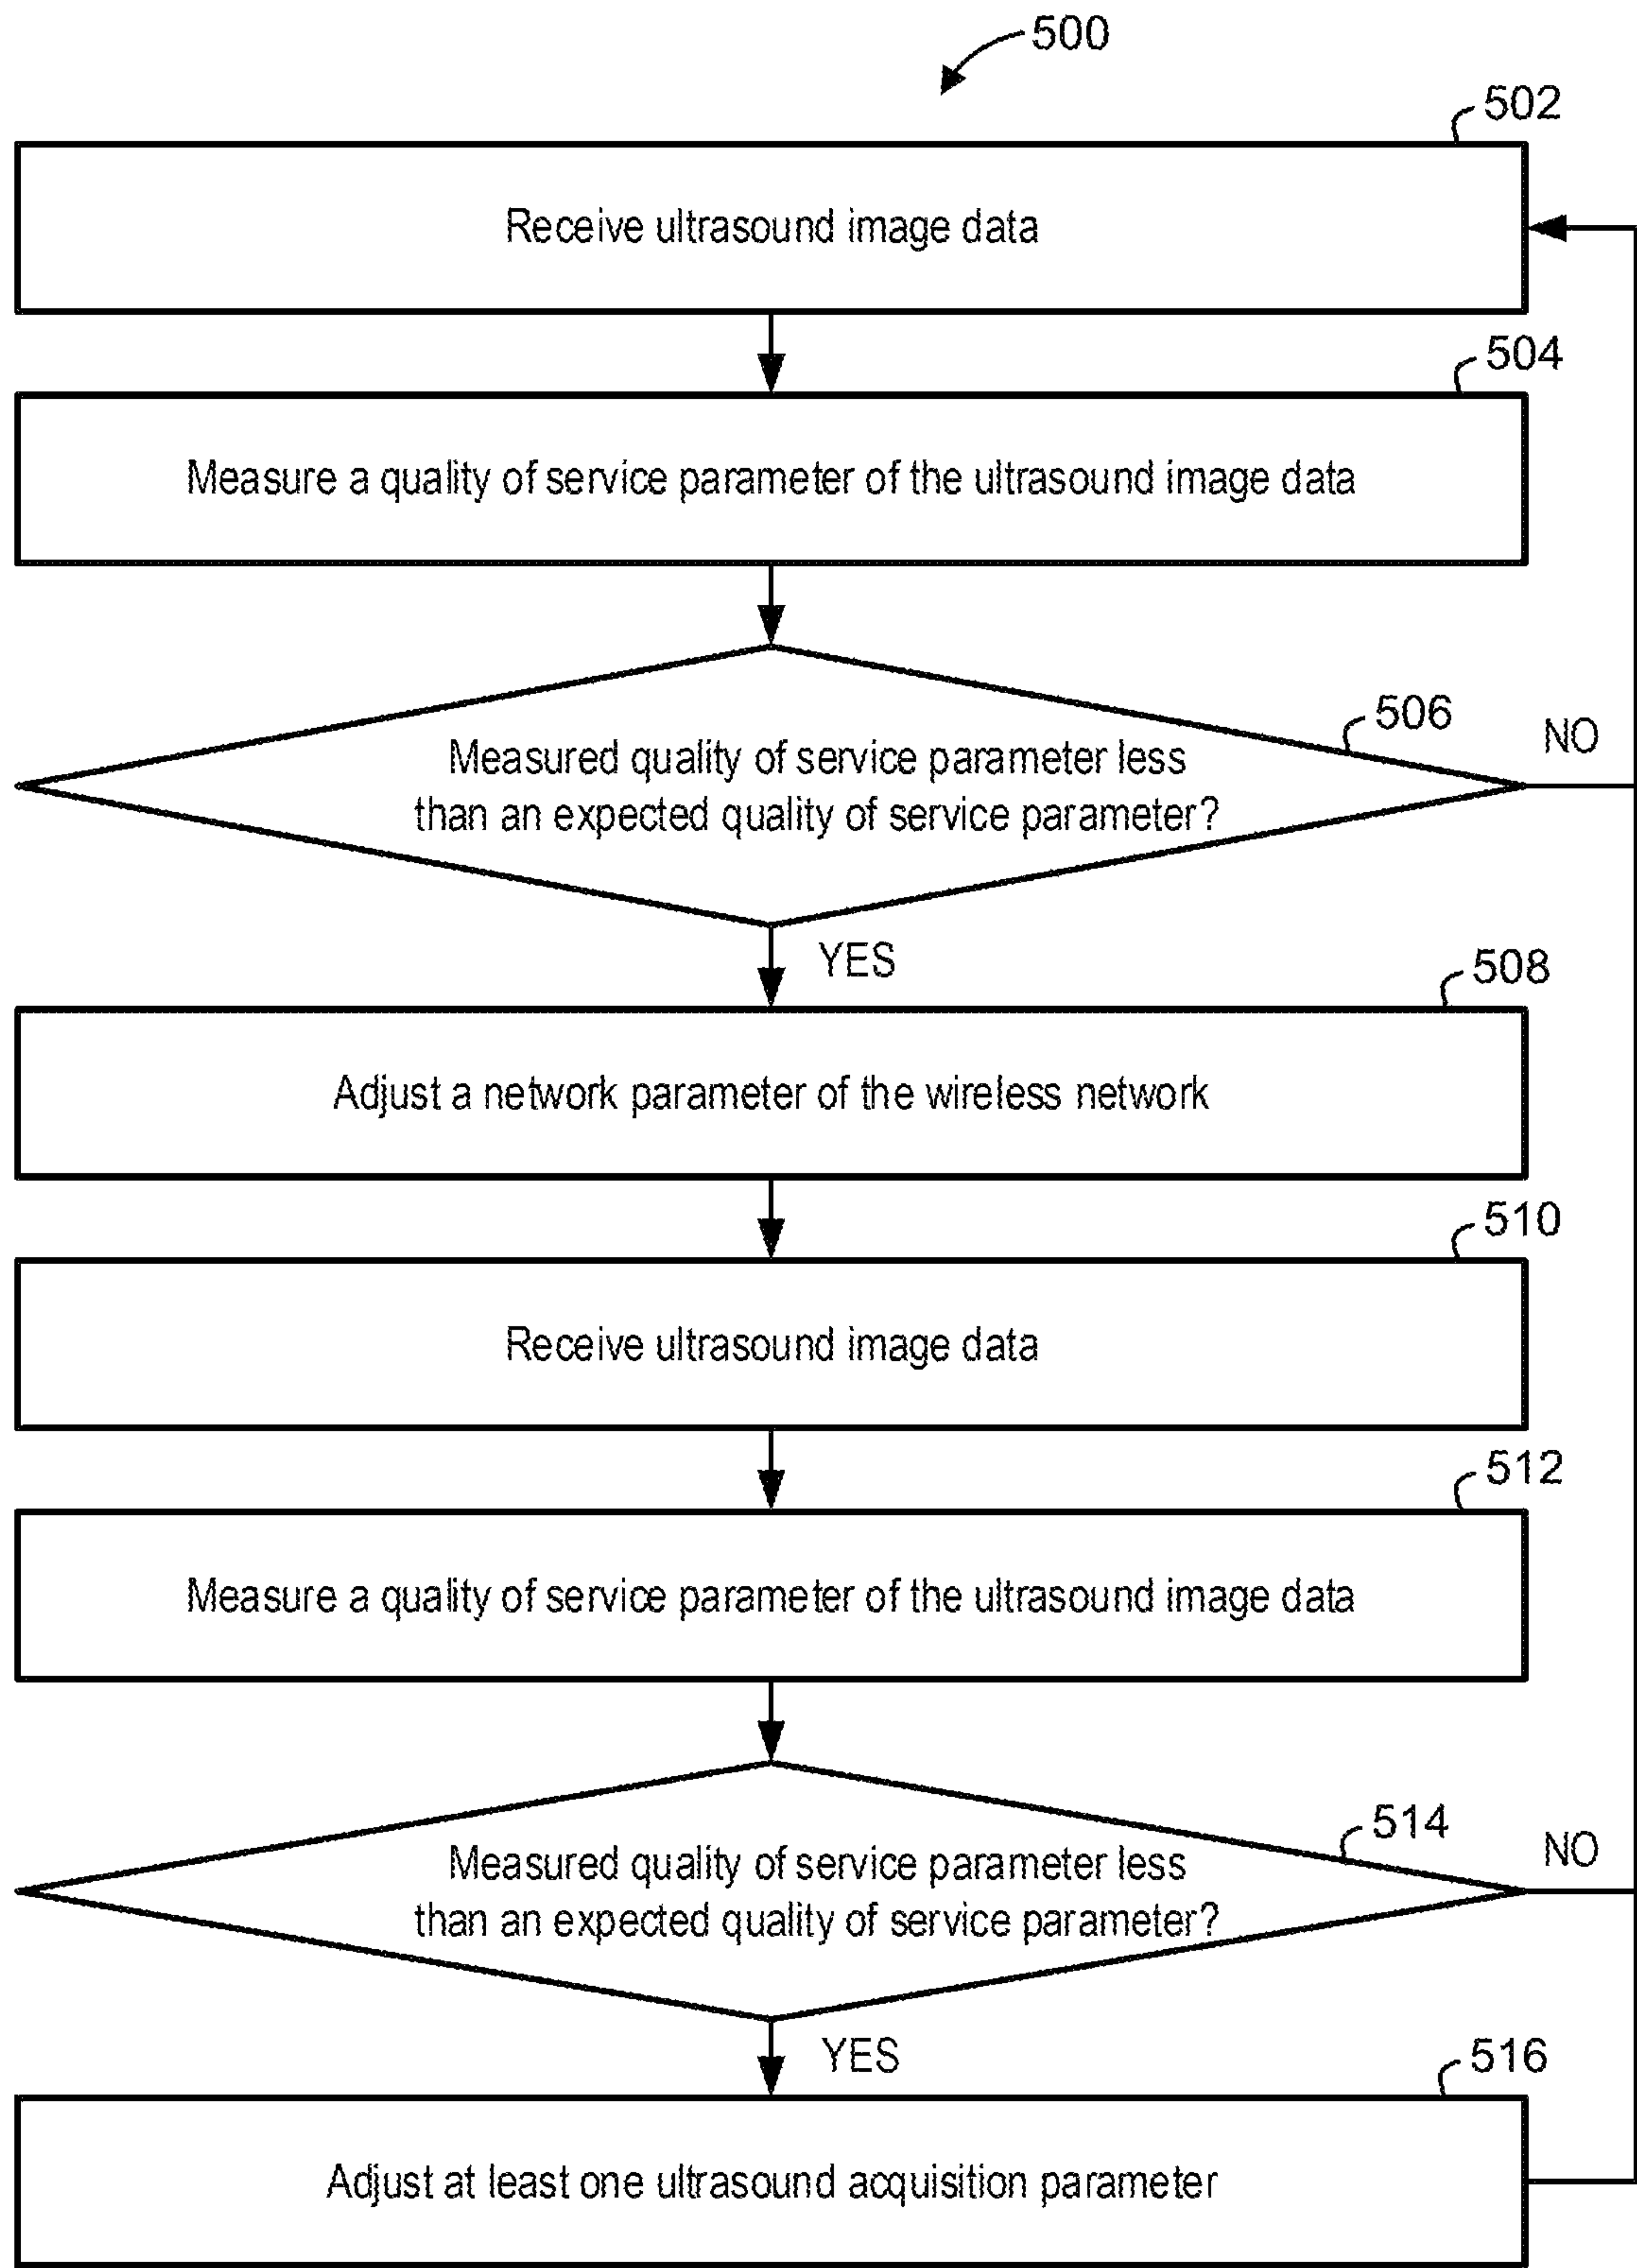 500
502
Receive ultrasound image data
504
Measure a quality of service parameter of the ultrasound image data
506
NO
Measured quality of service parameter less
than an expected quality of service parameter?
YES
508
Adjust a network parameter of the wireless network
510
Receive ultrasound image data
512
Measure a quality of service parameter of the ultrasound image data
514
NO
Measured quality of service parameter less
than an expected quality of service parameter?
YES
516
Adjust at least one ultrasound acquisition parameter